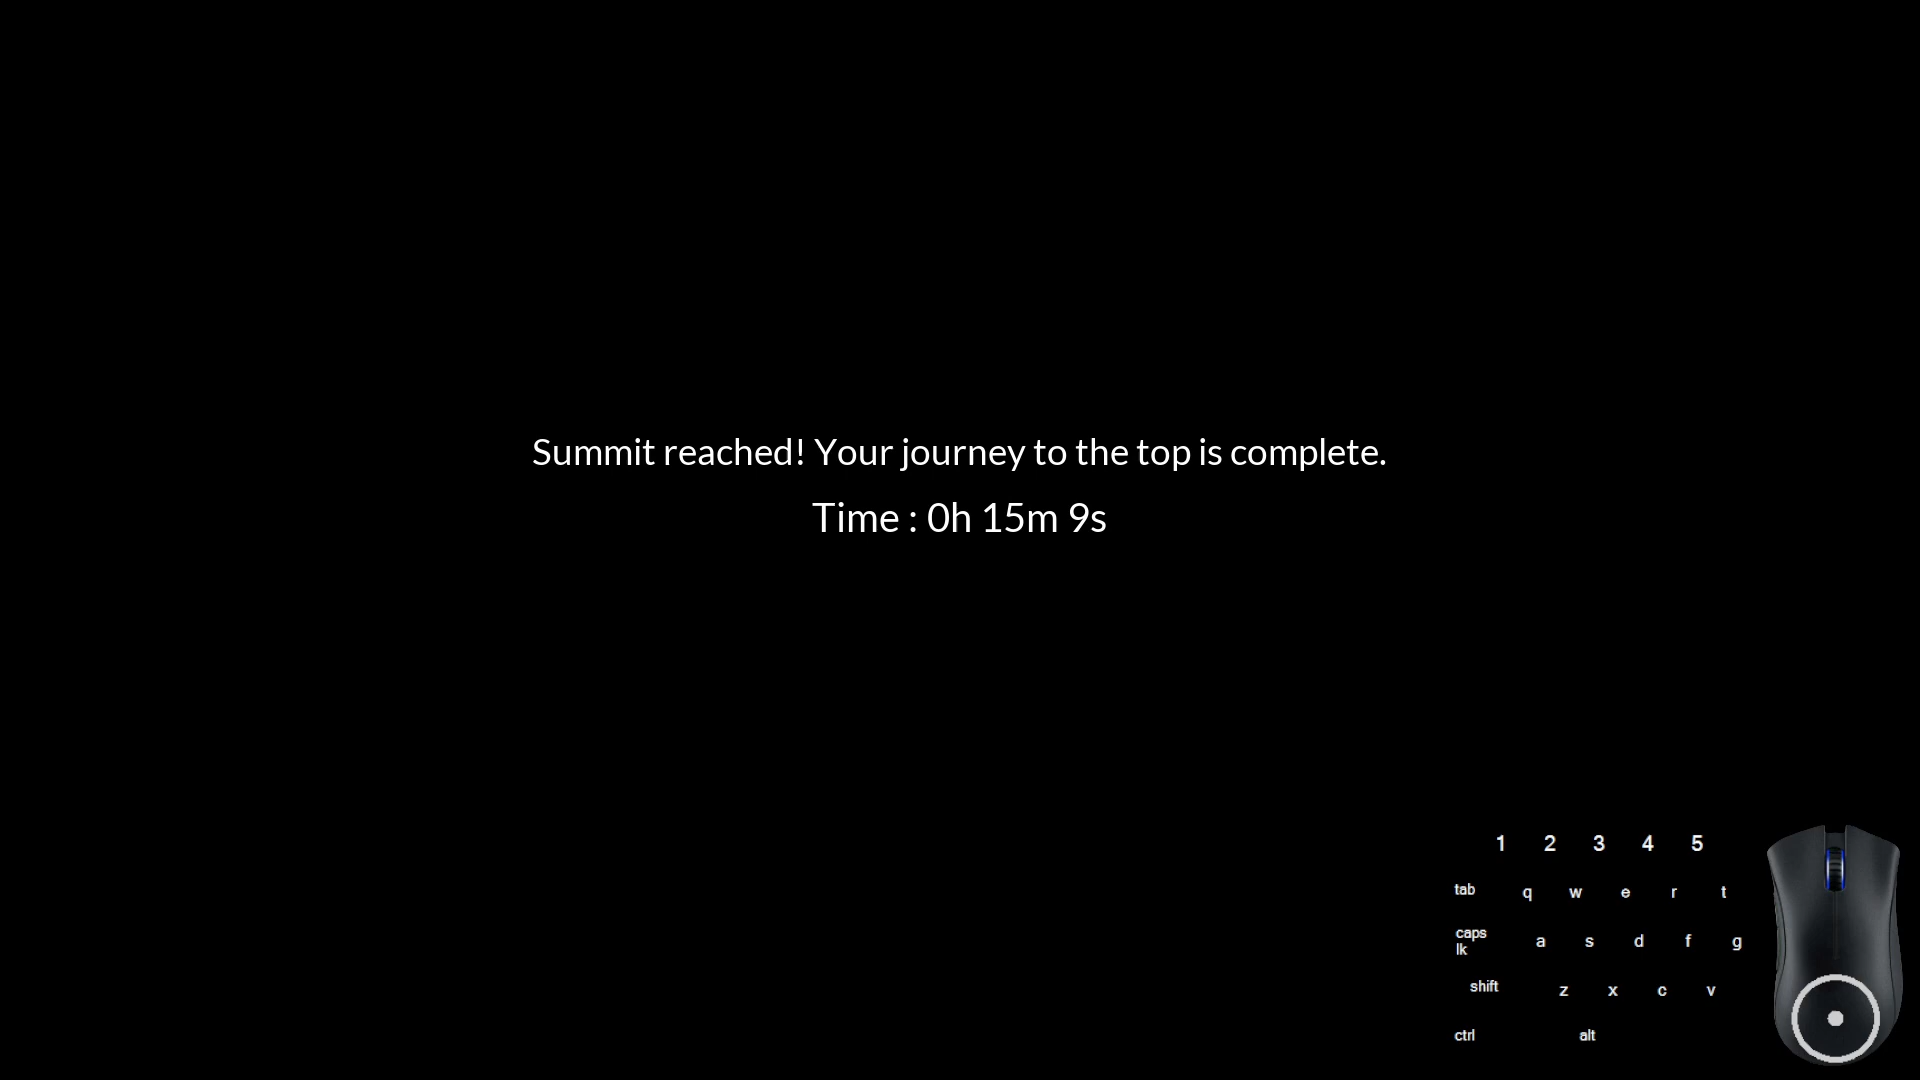 Summit reached! Your journey to the top is complete.
Time : 0h 15m 9s
1 2 3 4 5
tab q w e r t
caps lk a s d f g
shift z x c v
ctrl alt